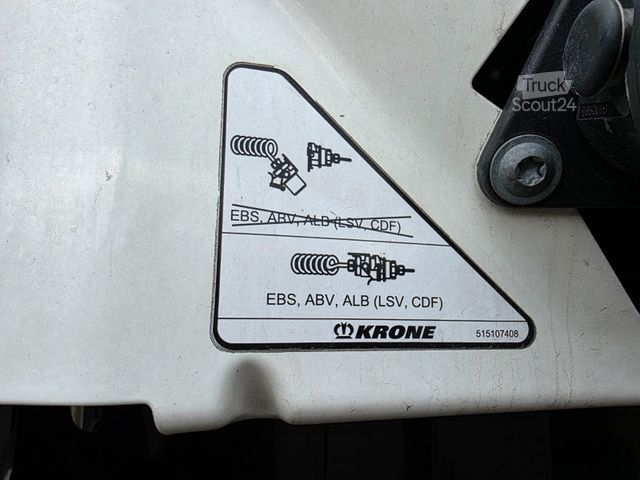 Truck
Scout24
EBS, ABV, ALB (LSV, CDF)
EBS, ABV, ALB (LSV, CDF)
KRONE
515107408